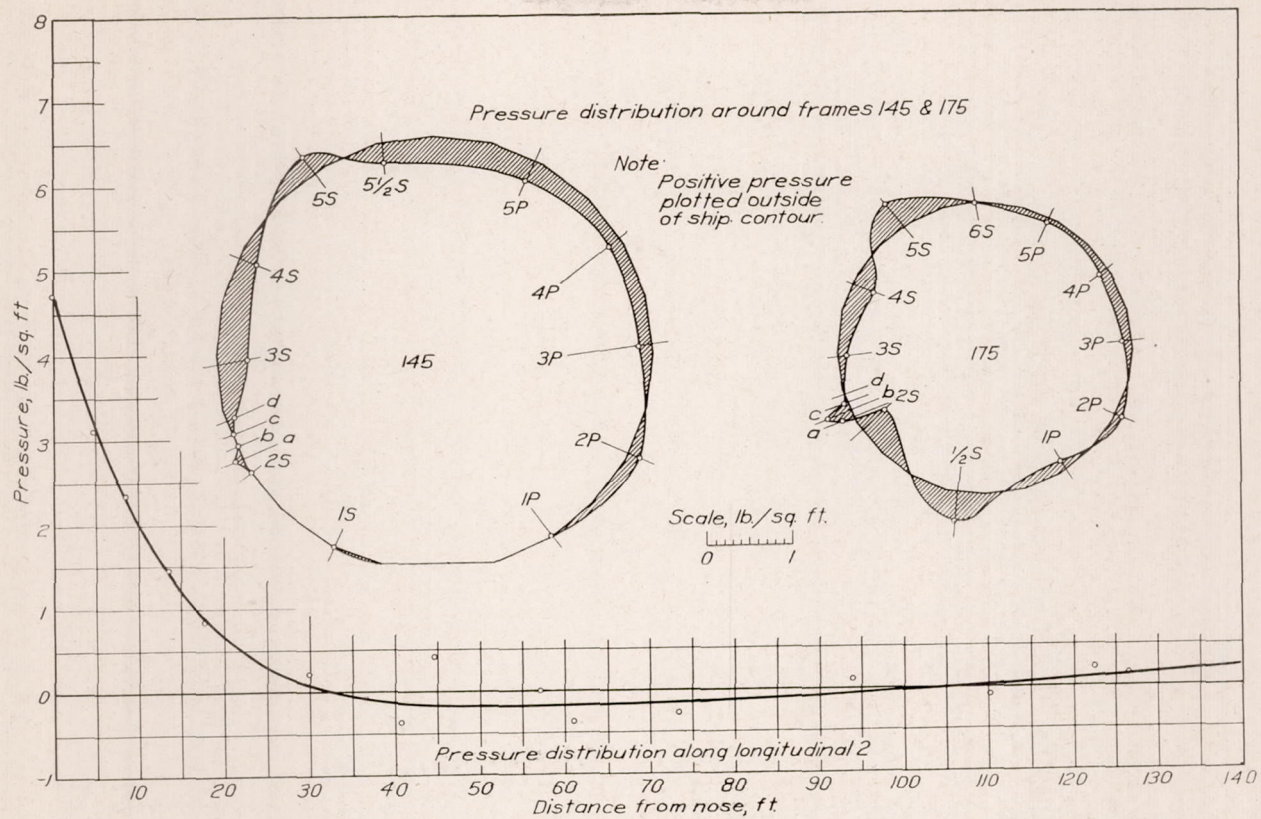 8
7
6
5
4
3
2
1
0
-1
Pressure, lb./sq. ft
Pressure distribution around frames 145 & 175
Note:
Positive pressure
plotted outside
of ship contour.
5S
5½S
5P
4S
4P
3S
145
3P
d
c
b a
2S
2P
1S
1P
5S
6S
5P
4S
4P
3S
175
3P
d
b 2S
c
a
2P
1P
½S
Scale, lb./sq. ft.
0 1
Pressure distribution along longitudinal 2
10 20 30 40 50 60 70 80 90 100 110 120 130 140
Distance from nose, ft.